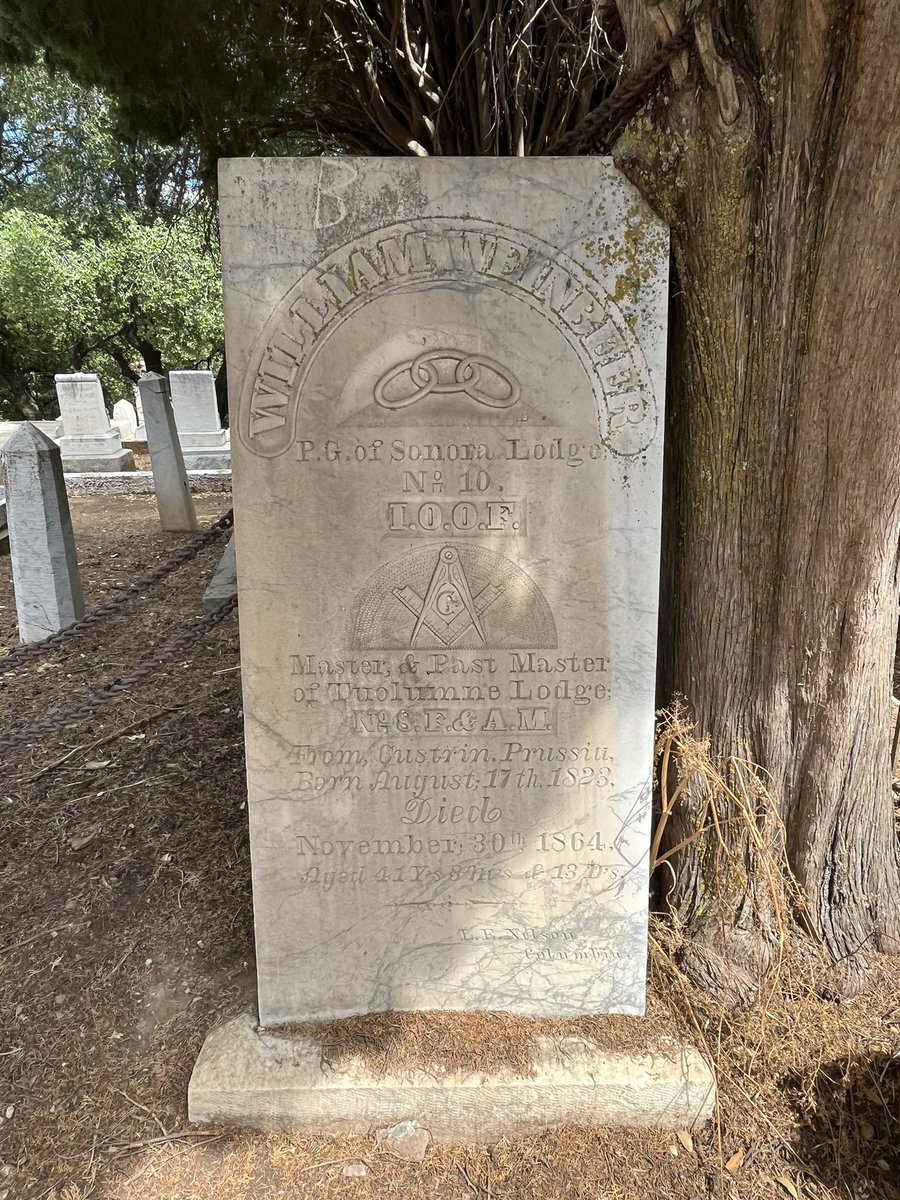 B
WILLIAM WEINBERR
P.G. of Sonora Lodge
No 10.
I.O.O.F.
G
Master, & Past Master
of Tuolumne Lodge
No 8. F. & A.M.
From, Custrin. Prussia,
Born August, 17th, 1823,
Died
November, 30th 1864,
Aged 41 Ys 3 ms & 13 Ds,
L. E. Nelson
Columbia